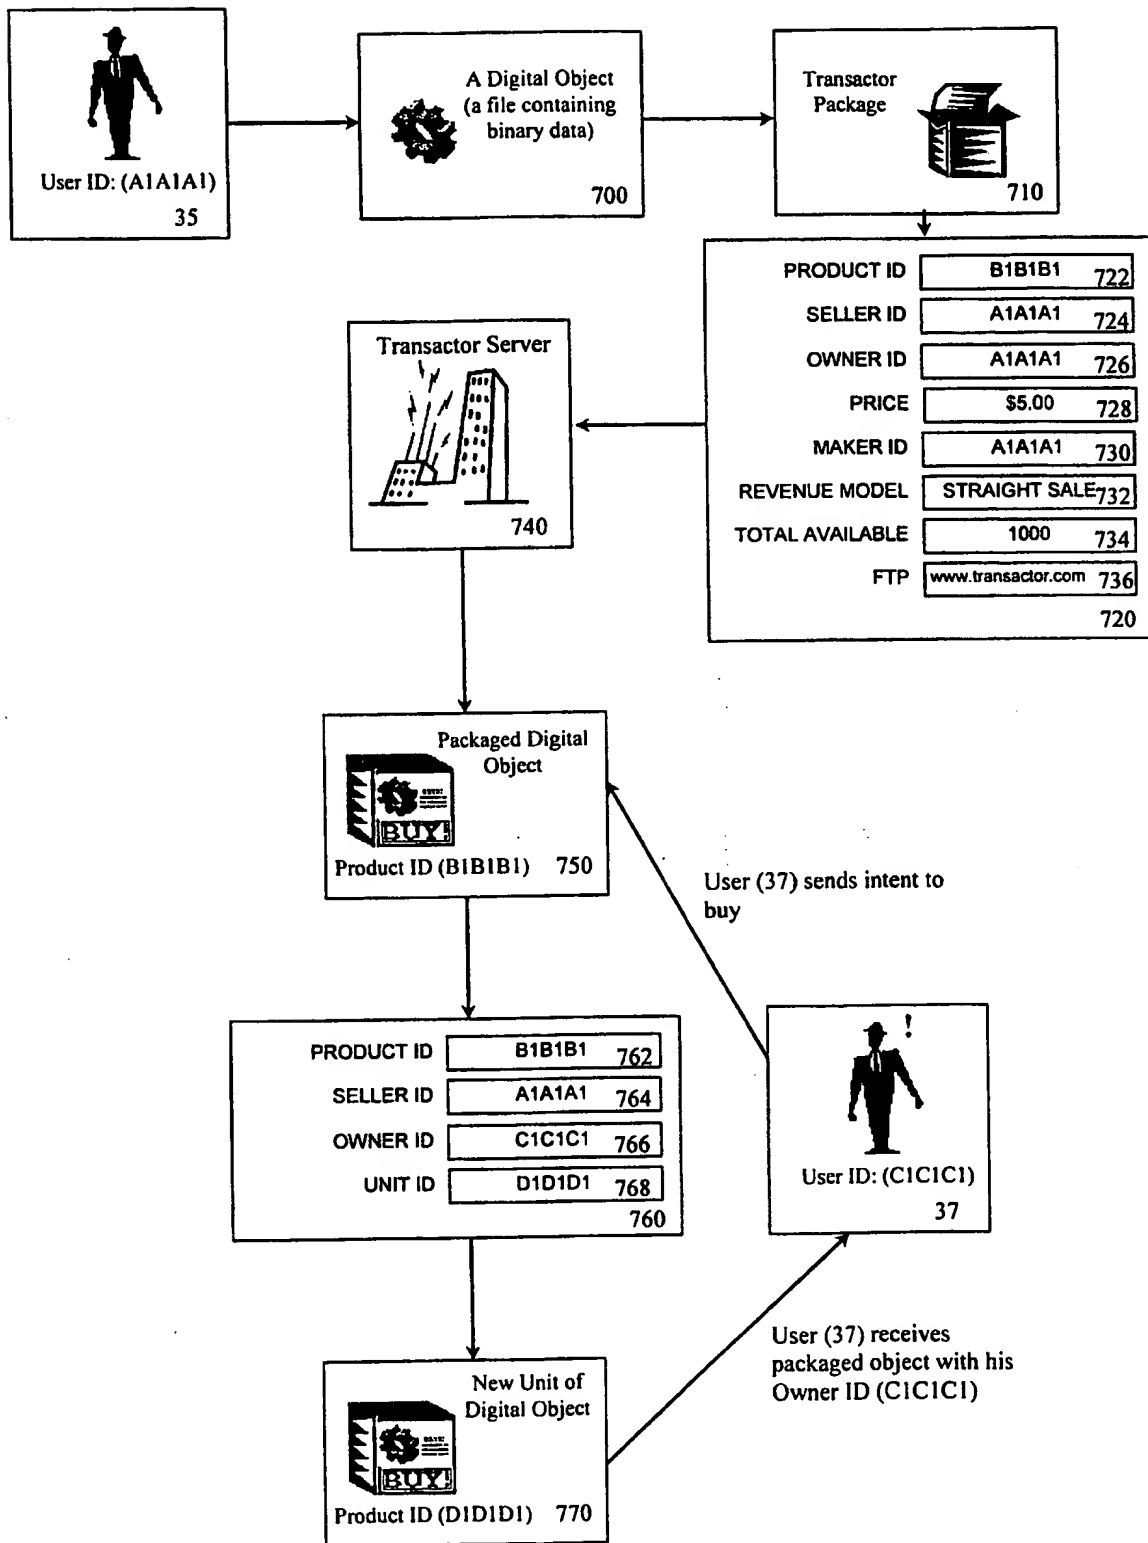 User ID: (A1A1A1)
35
A Digital Object
(a file containing
binary data)
700
Transactor
Package
710
PRODUCT ID B1B1B1 722
SELLER ID A1A1A1 724
OWNER ID A1A1A1 726
PRICE $5.00 728
MAKER ID A1A1A1 730
REVENUE MODEL STRAIGHT SALE 732
TOTAL AVAILABLE 1000 734
FTP www.transactor.com 736
720
Transactor Server
740
Packaged Digital
Object
BUY!
Product ID (B1B1B1) 750
User (37) sends intent to
buy
PRODUCT ID B1B1B1 762
SELLER ID A1A1A1 764
OWNER ID C1C1C1 766
UNIT ID D1D1D1 768
760
!
User ID: (C1C1C1)
37
User (37) receives
packaged object with his
Owner ID (C1C1C1)
New Unit of
Digital Object
BUY!
Product ID (D1D1D1) 770